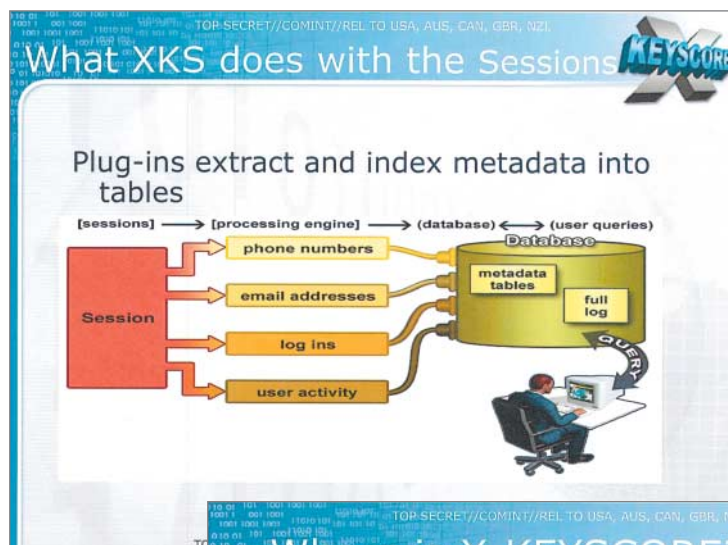 TOP SECRET//COMINT//REL TO USA, AUS, CAN, GBR, NZL
What XKS does with the Sessions
X
KEYSCORE
Plug-ins extract and index metadata into
tables
[sessions] → [processing engine] → (database) ↔ (user queries)
Database
phone numbers
metadata
tables
email addresses
full
log
Session
log ins
QUERY
user activity
TOP SECRET//COMINT//REL TO USA, AUS, CAN, GBR,
X-KEYSCORE